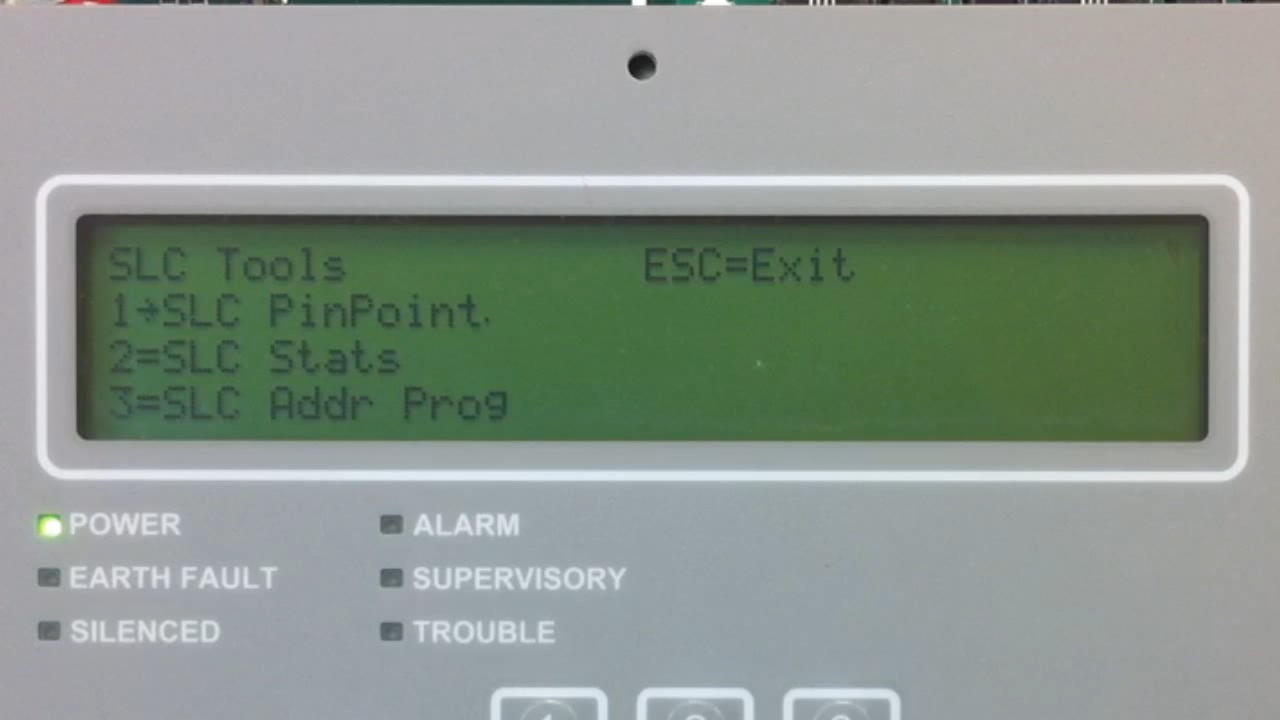 SLC Tools ESC=Exit
1→SLC PinPoint
2=SLC Stats
3=SLC Addr Prog
POWER ALARM
EARTH FAULT SUPERVISORY
SILENCED TROUBLE